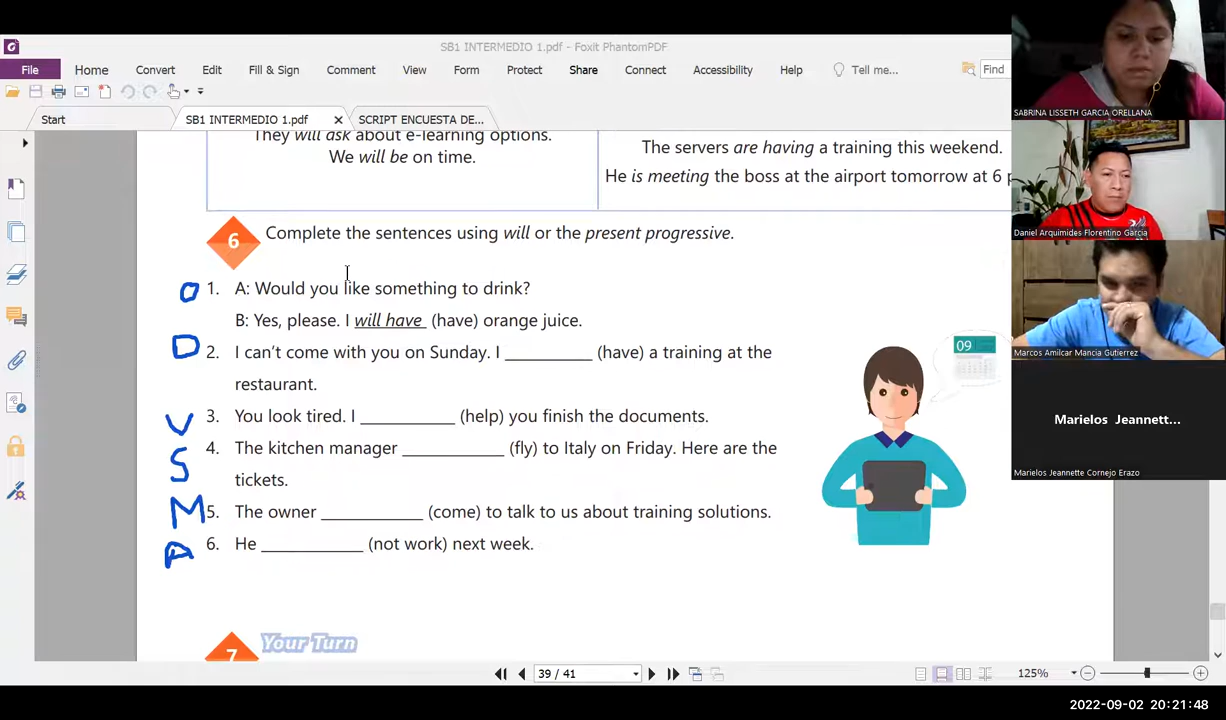 SB1 INTERMEDIO 1.pdf - Foxit PhantomPDF
File Home Convert Edit Fill & Sign Comment View Form Protect Share Connect Accessibility Help Tell me... Find
Start SB1 INTERMEDIO 1.pdf SCRIPT ENCUESTA DE...
They will ask about e-learning options.
We will be on time.
The servers are having a training this weekend.
He is meeting the boss at the airport tomorrow at 6 p
6 Complete the sentences using will or the present progressive.
O 1. A: Would you like something to drink?
B: Yes, please. I will have (have) orange juice.
D 2. I can't come with you on Sunday. I __________ (have) a training at the
restaurant.
V 3. You look tired. I ___________ (help) you finish the documents.
S 4. The kitchen manager ____________ (fly) to Italy on Friday. Here are the
tickets.
M 5. The owner ____________ (come) to talk to us about training solutions.
A 6. He ____________ (not work) next week.
09
7 Your Turn
39 / 41
125%
SABRINA LISSETH GARCIA ORELLANA
Daniel Arquimides Florentino Garcia
Marcos Amilcar Mancia Gutierrez
Marielos Jeannett...
Marielos Jeannette Cornejo Erazo
2022-09-02 20:21:48